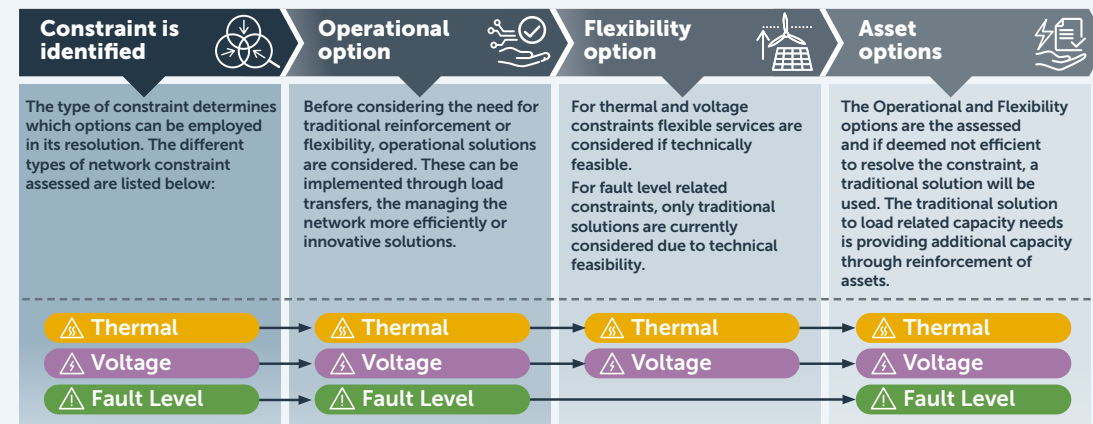 Constraint is
identified
Operational
option
Flexibility
option
Asset
options
The type of constraint determines
which options can be employed
in its resolution. The different
types of network constraint
assessed are listed below:
Before considering the need for
traditional reinforcement or
flexibility, operational solutions
are considered. These can be
implemented through load
transfers, the managing the
network more efficiently or
innovative solutions.
For thermal and voltage
constraints flexible services are
considered if technically
feasible.
For fault level related
constraints, only traditional
solutions are currently
considered due to technical
feasibility.
The Operational and Flexibility
options are the assessed
and if deemed not efficient
to resolve the constraint, a
traditional solution will be
used. The traditional solution
to load related capacity needs
is providing additional capacity
through reinforcement of
assets.
Thermal
Thermal
Thermal
Thermal
Voltage
Voltage
Voltage
Voltage
Fault Level
Fault Level
Fault Level